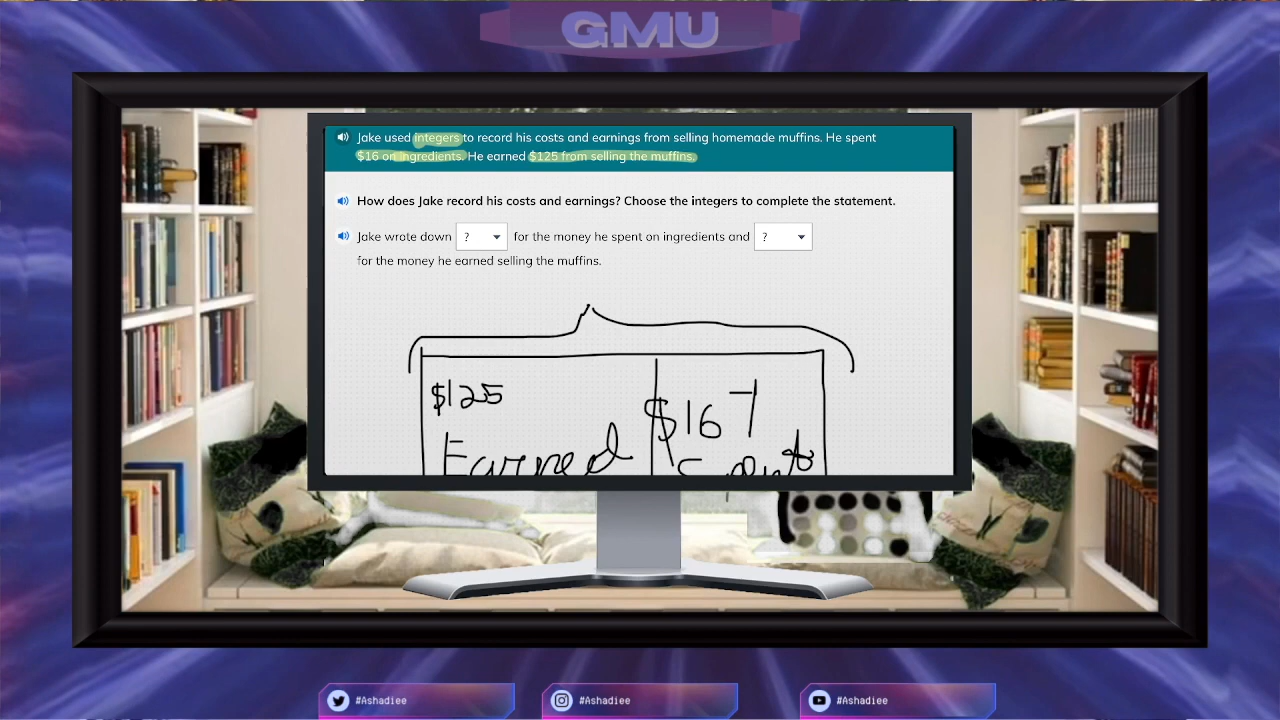 GMU
Jake used integers to record his costs and earnings from selling homemade muffins. He spent
$16 on ingredients. He earned $125 from selling the muffins.
How does Jake record his costs and earnings? Choose the integers to complete the statement.
Jake wrote down ? for the money he spent on ingredients and ?
for the money he earned selling the muffins.
$125
$16
Earned
#Ashadiee
#Ashadiee
#Ashadiee